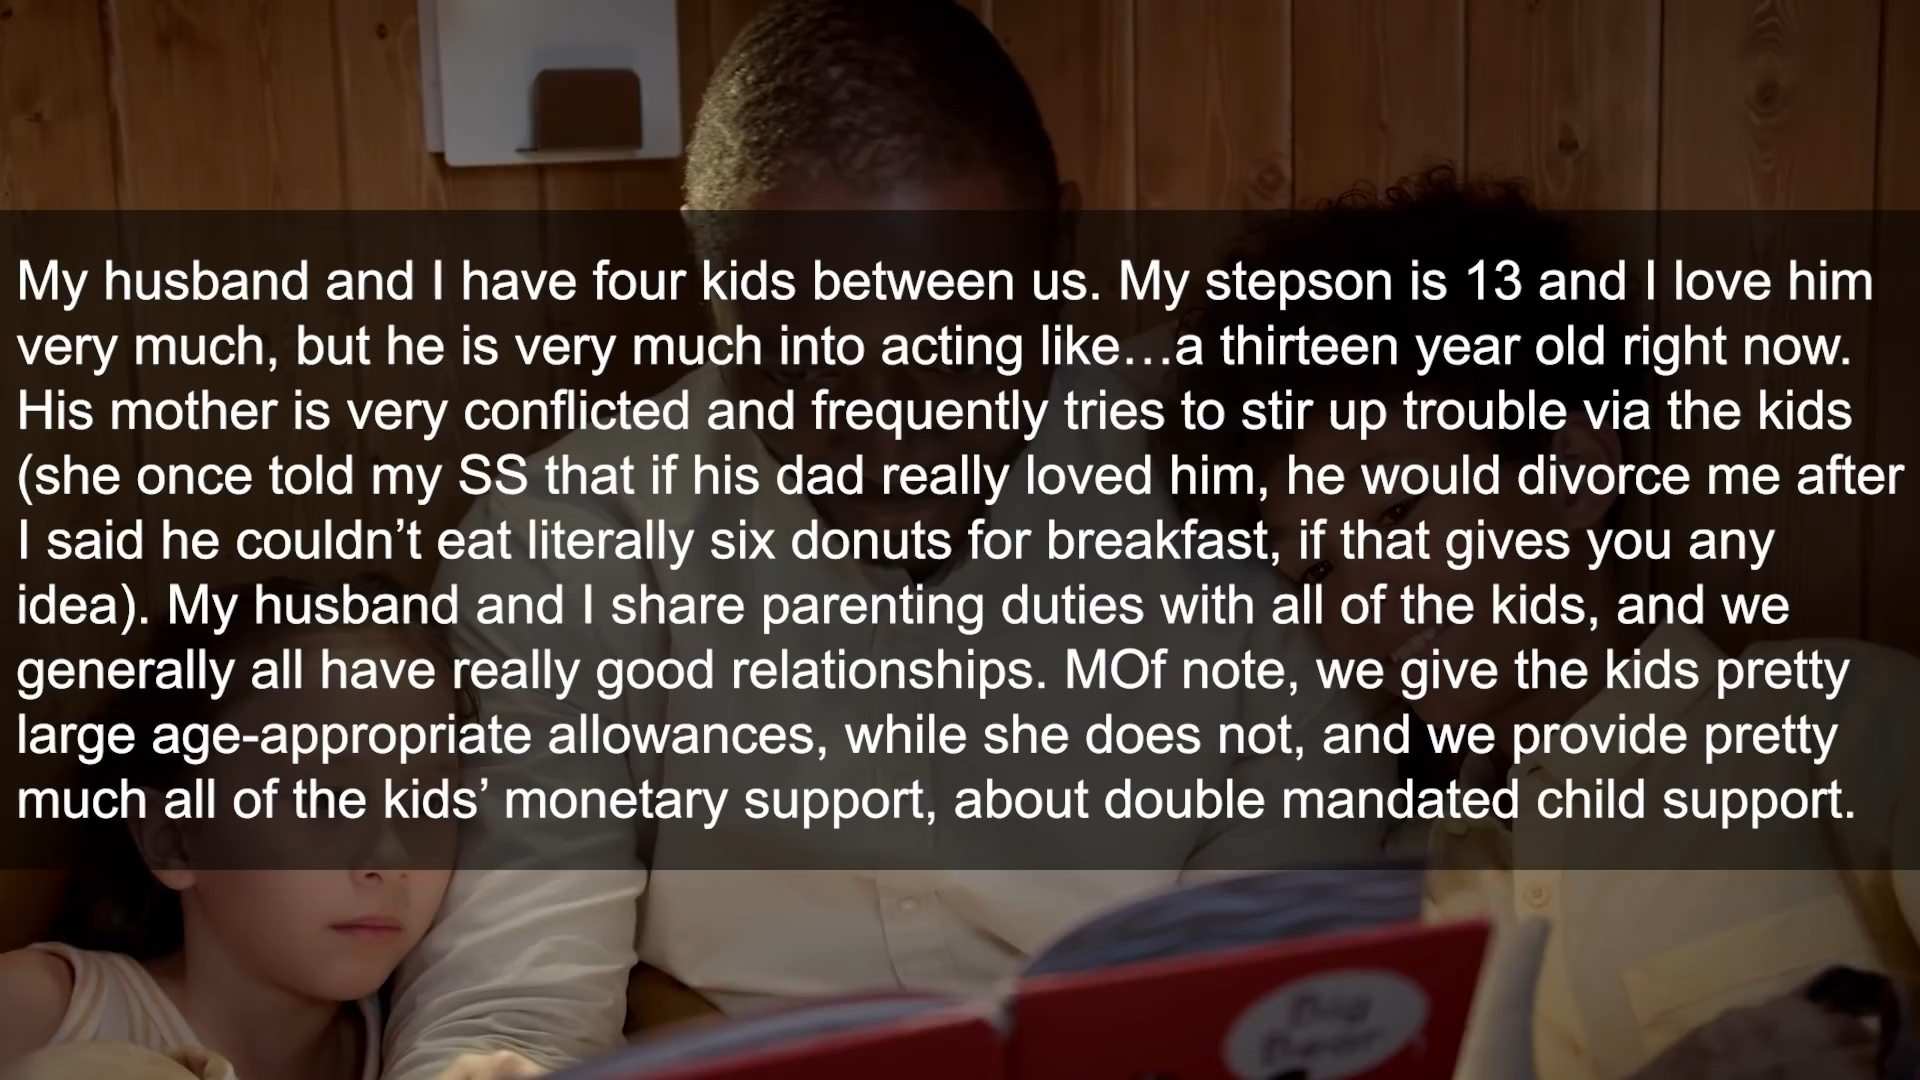 My husband and I have four kids between us. My stepson is 13 and I love him
very much, but he is very much into acting like…a thirteen year old right now.
His mother is very conflicted and frequently tries to stir up trouble via the kids
(she once told my SS that if his dad really loved him, he would divorce me after
I said he couldn’t eat literally six donuts for breakfast, if that gives you any
idea). My husband and I share parenting duties with all of the kids, and we
generally all have really good relationships. MOf note, we give the kids pretty
large age-appropriate allowances, while she does not, and we provide pretty
much all of the kids’ monetary support, about double mandated child support.
Big
Bear